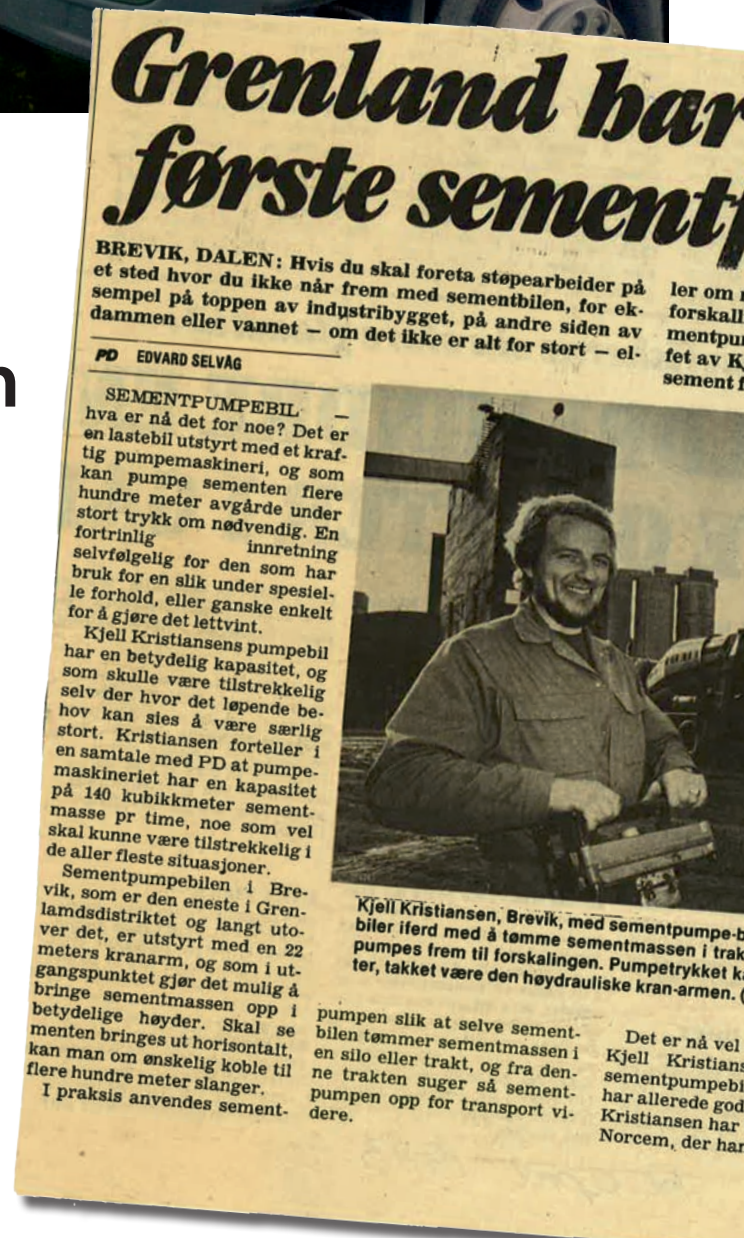 n
Grenland har
første sement
BREVIK, DALEN: Hvis du skal foreta støpearbeider på
et sted hvor du ikke når frem med sementbilen, for ek-
sempel på toppen av industribygget, på andre siden av
dammen eller vannet — om det ikke er alt for stort — el-
ler om
forskall
mentpu
fet av K
sement f
PD EDVARD SELVÅG
SEMENTPUMPEBIL —
hva er nå det for noe? Det er
en lastebil utstyrt med et kraf-
tig pumpemaskineri, og som
kan pumpe sementen flere
hundre meter avgårde under
stort trykk om nødvendig. En
fortrinlig innretning
selvfølgelig for den som har
bruk for en slik under spesiel-
le forhold, eller ganske enkelt
for å gjøre det lettvint.
Kjell Kristiansens pumpebil
har en betydelig kapasitet, og
som skulle være tilstrekkelig
selv der hvor det løpende be-
hov kan sies å være særlig
stort. Kristiansen forteller i
en samtale med PD at pumpe-
maskineriet har en kapasitet
på 140 kubikkmeter sement-
masse pr time, noe som vel
skal kunne være tilstrekkelig i
de aller fleste situasjoner.
Sementpumpebilen i Bre-
vik, som er den eneste i Gren-
lamdsdistriktet og langt uto-
ver det, er utstyrt med en 22
meters kranarm, og som i ut-
gangspunktet gjør det mulig å
bringe sementmassen opp i
betydelige høyder. Skal se
menten bringes ut horisontalt,
kan man om ønskelig koble til
flere hundre meter slanger.
I praksis anvendes sement-
Kjell Kristiansen, Brevik, med sementpumpe-b
biler iferd med å tømme sementmassen i trak
pumpes frem til forskalingen. Pumpetrykket k
ter, takket være den høydrauliske kran-armen. (
pumpen slik at selve sement-
bilen tømmer sementmassen i
en silo eller trakt, og fra den-
ne trakten suger så sement-
pumpen opp for transport vi-
dere.
Det er nå vel
Kjell Kristians
sementpumpebi
har allerede god
Kristiansen har
Norcem, der har